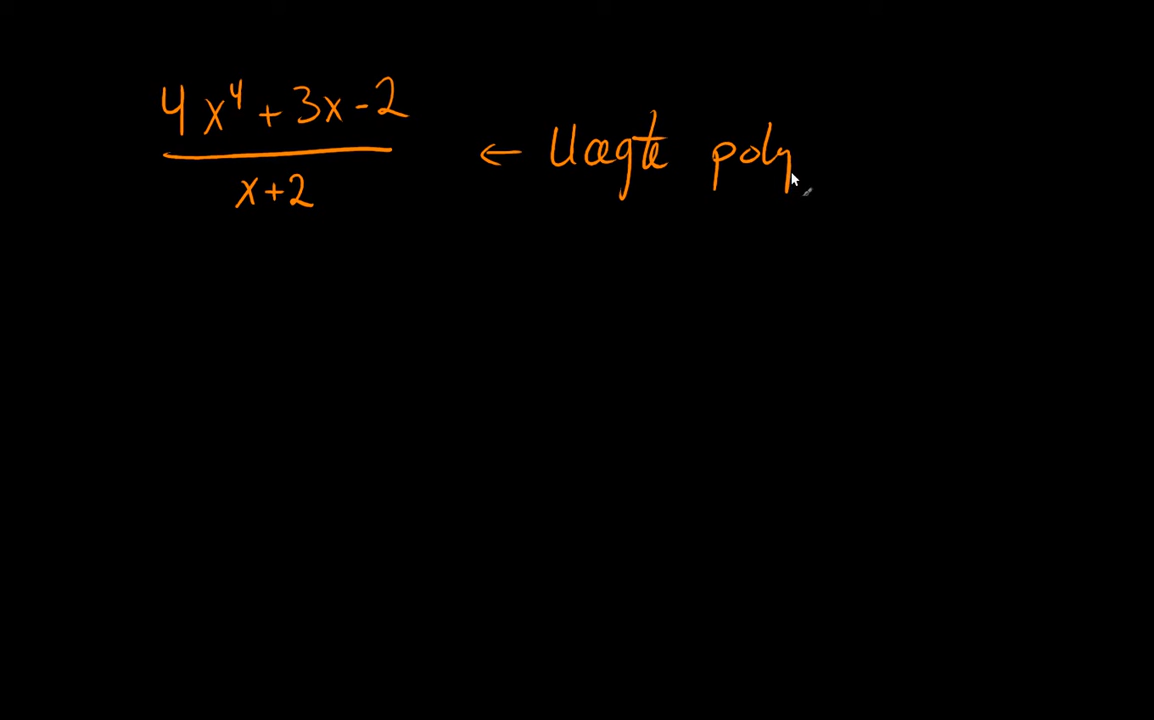 4x⁴ + 3x - 2
x + 2
← Uægte poly